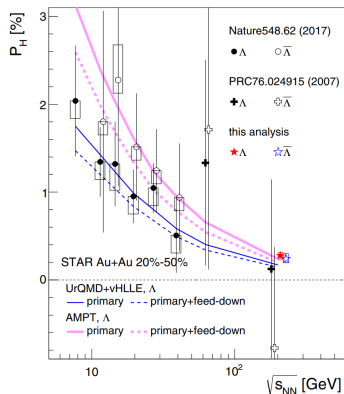 P_H [%]
3
2
1
0
Nature548.62 (2017)
Λ Λ̅
PRC76.024915 (2007)
Λ Λ̅
this analysis
Λ Λ̅
STAR Au+Au 20%-50%
UrQMD+vHLLE, Λ
primary primary+feed-down
AMPT, Λ
primary primary+feed-down
10 10²
√s_NN [GeV]